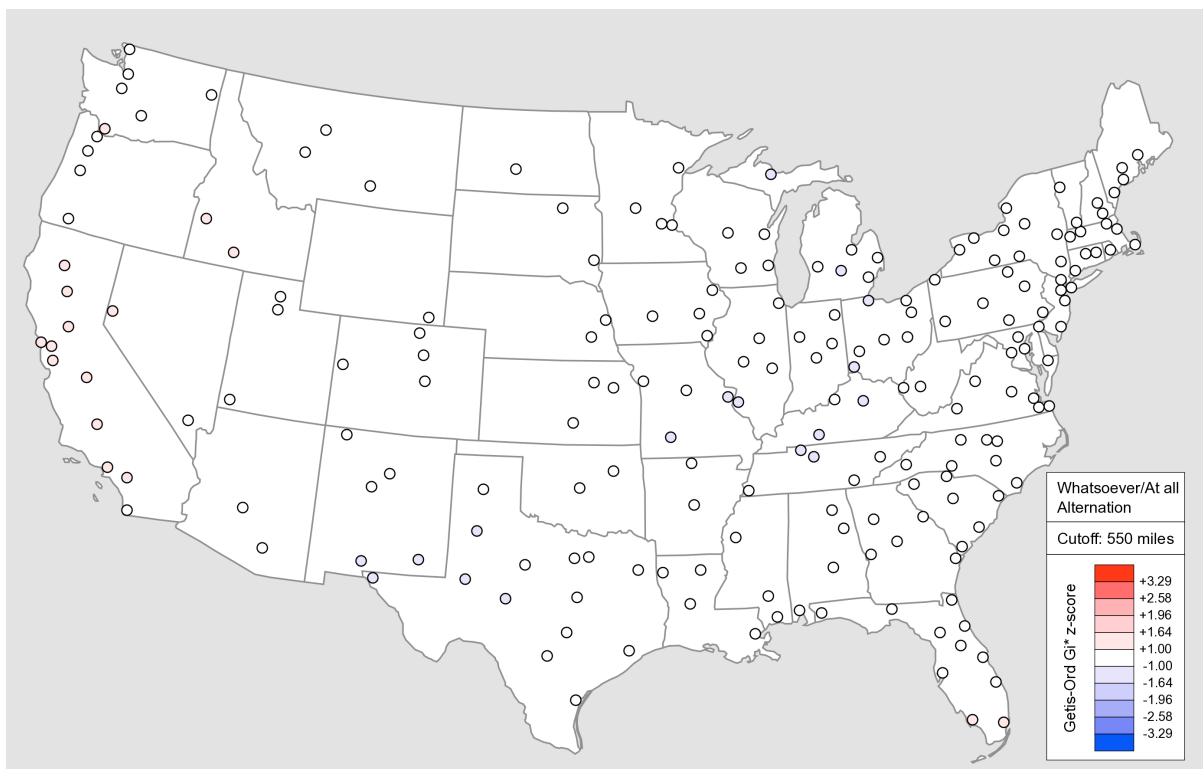 Whatsoever/At all
Alternation
Cutoff: 550 miles
Getis-Ord Gi* z-score
+3.29
+2.58
+1.96
+1.64
+1.00
-1.00
-1.64
-1.96
-2.58
-3.29